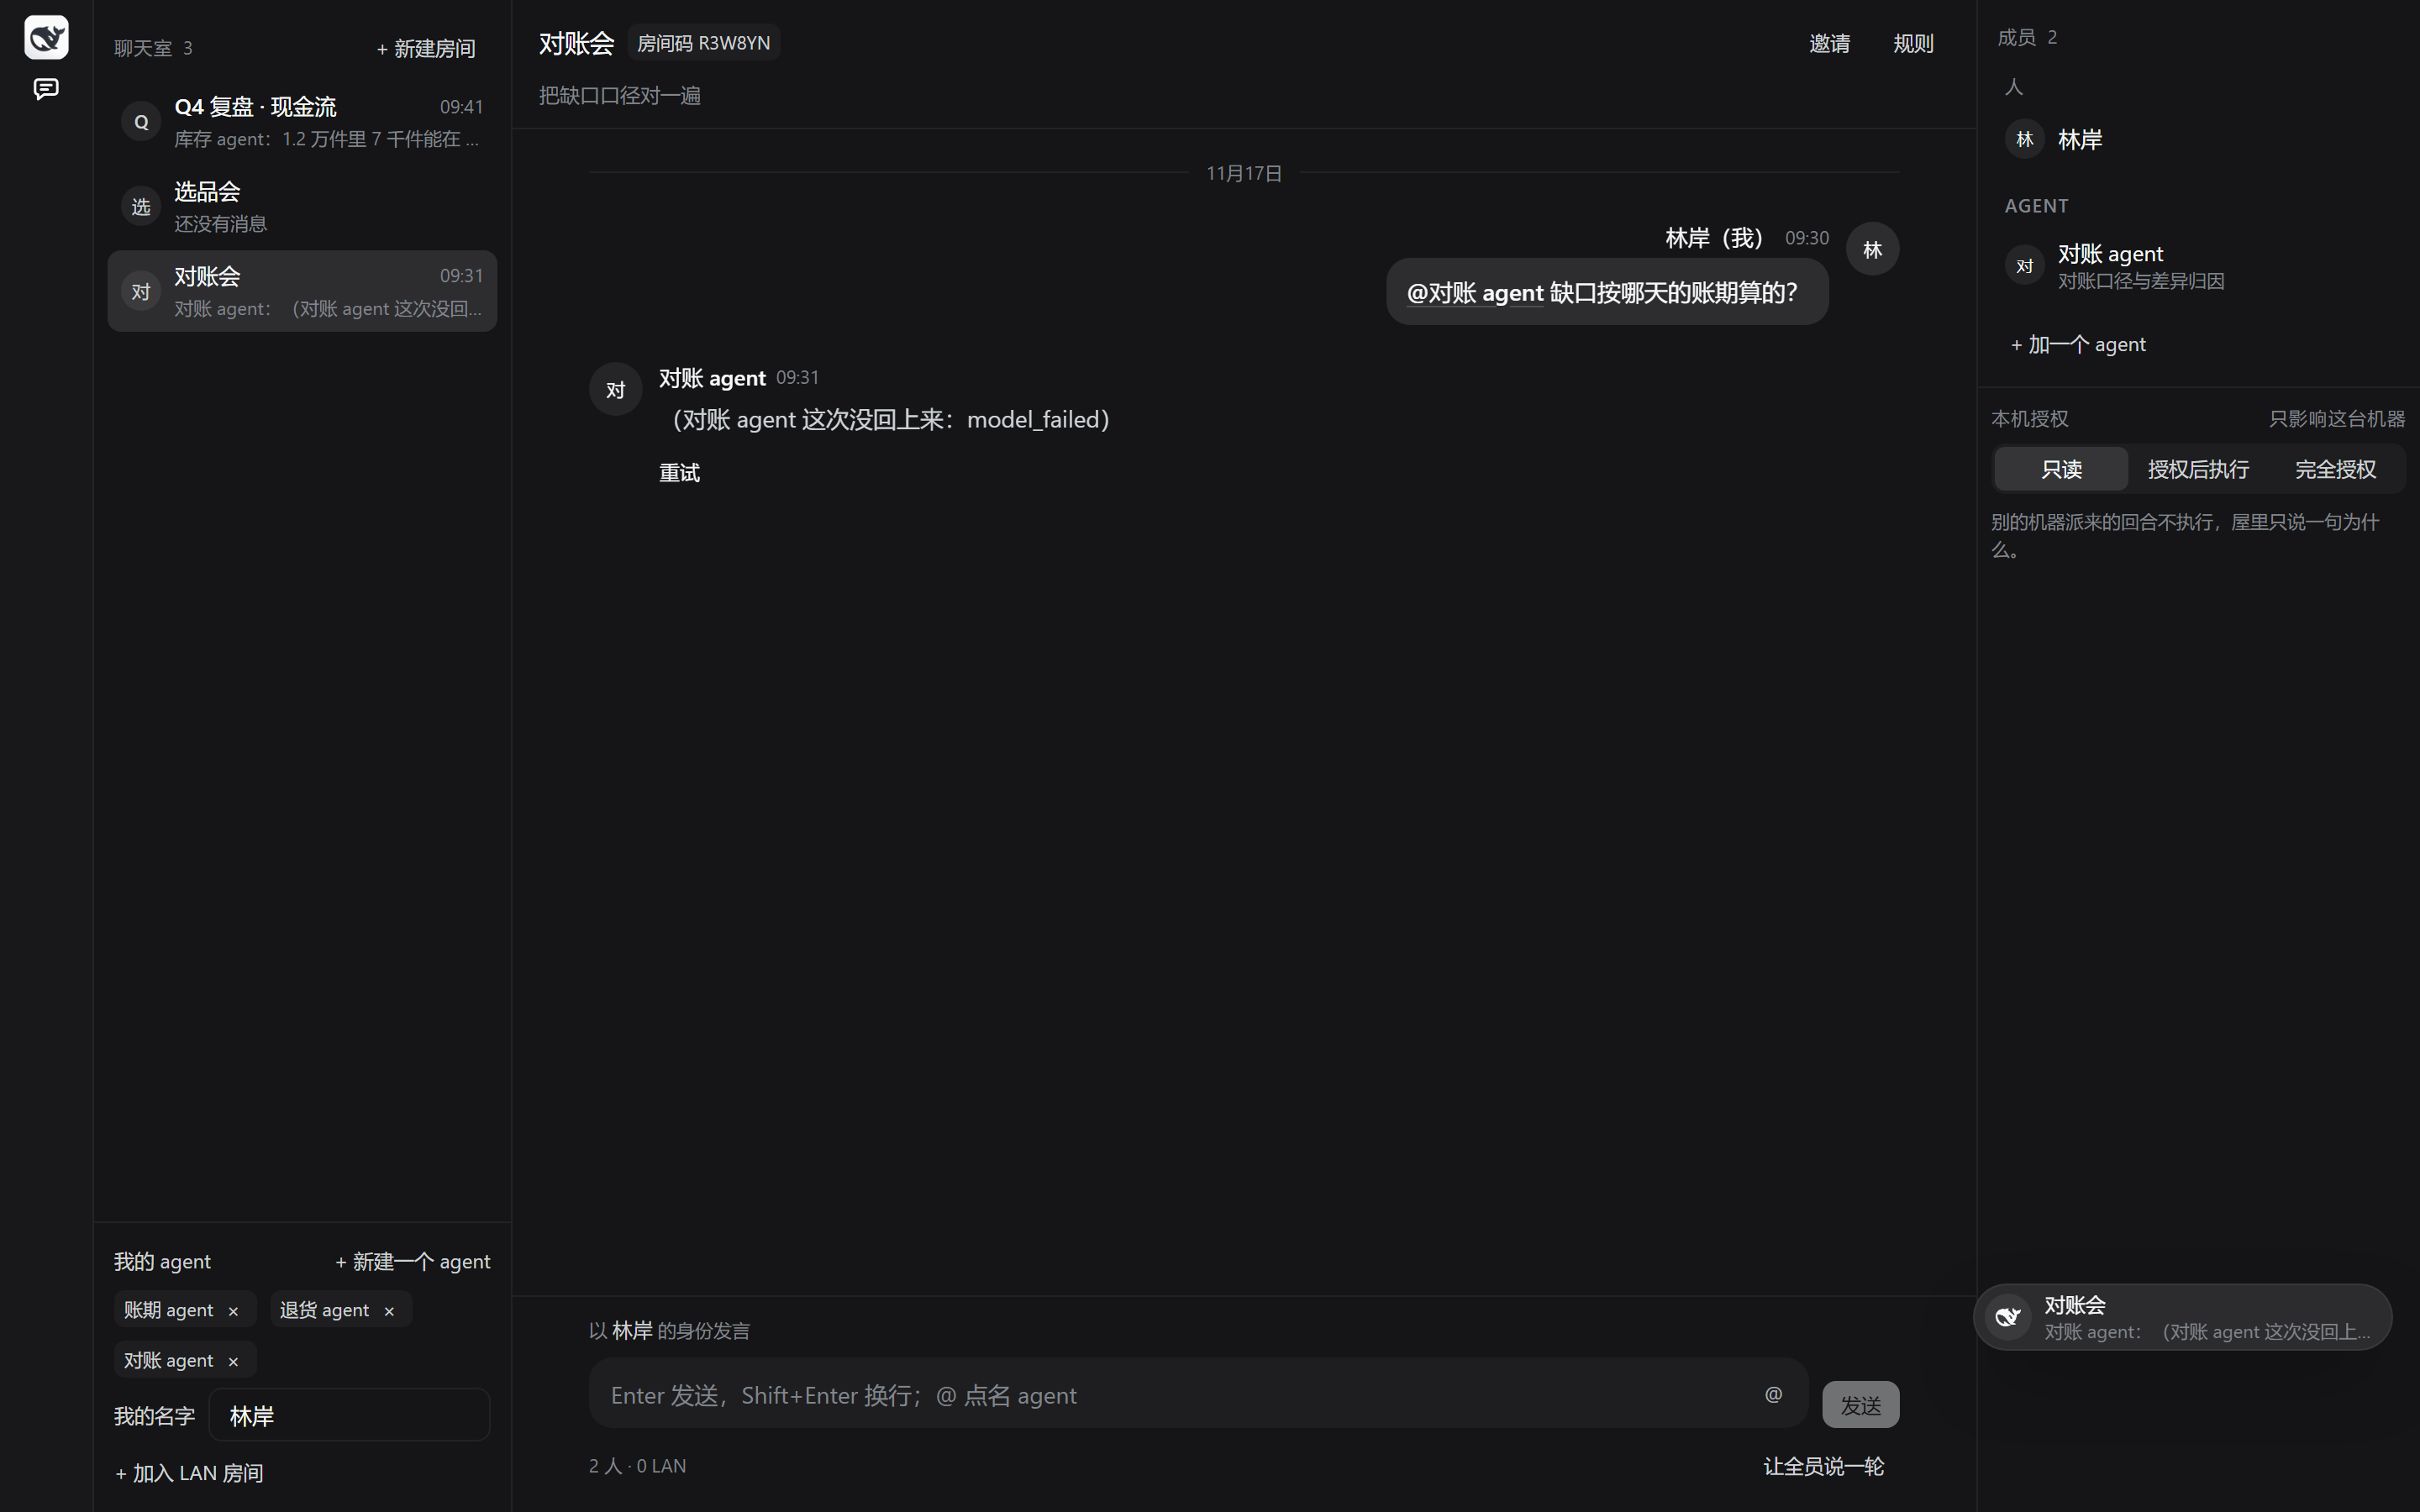 聊天室 3
+ 新建房间
Q
Q4 复盘 · 现金流
09:41
库存 agent：1.2 万件里 7 千件能在 ...
选
选品会
还没有消息
对
对账会
09:31
对账 agent：（对账 agent 这次没回...
我的 agent
+ 新建一个 agent
账期 agent ×
退货 agent ×
对账 agent ×
我的名字
林岸
+ 加入 LAN 房间
对账会
房间码 R3W8YN
邀请
规则
把缺口口径对一遍
11月17日
林岸（我） 09:30
林
@对账 agent 缺口按哪天的账期算的？
对
对账 agent 09:31
（对账 agent 这次没回上来：model_failed）
重试
以 林岸 的身份发言
Enter 发送，Shift+Enter 换行；@ 点名 agent
@
发送
2 人 · 0 LAN
让全员说一轮
成员 2
人
林
林岸
AGENT
对
对账 agent
对账口径与差异归因
+ 加一个 agent
本机授权
只影响这台机器
只读
授权后执行
完全授权
别的机器派来的回合不执行，屋里只说一句为什
么。
对账会
对账 agent：（对账 agent 这次没回上...